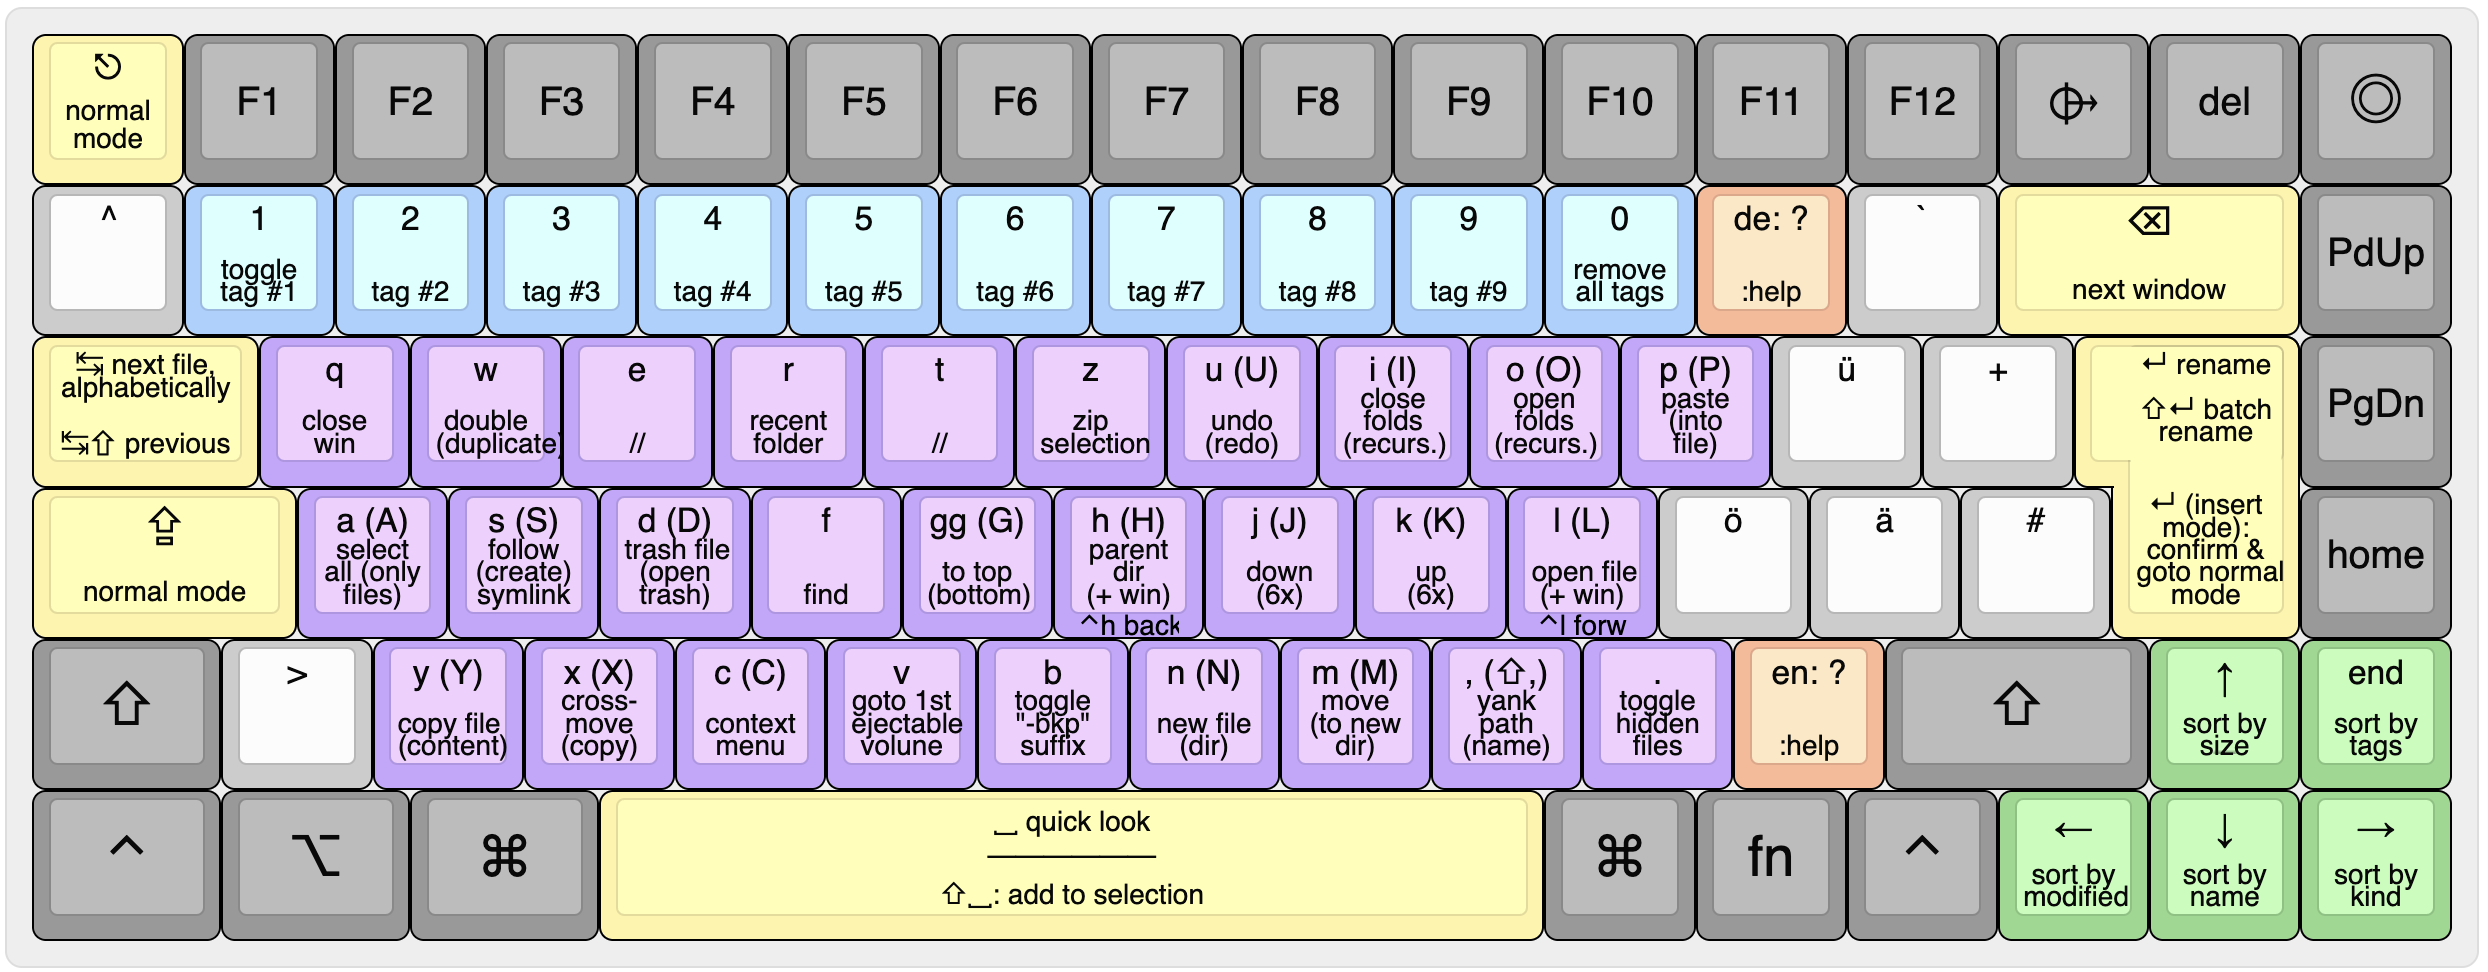 ⎋
normal
mode
F1
F2
F3
F4
F5
F6
F7
F8
F9
F10
F11
F12
⌽→
del
◎
^
1
toggle
tag #1
2
tag #2
3
tag #3
4
tag #4
5
tag #5
6
tag #6
7
tag #7
8
tag #8
9
tag #9
0
remove
all tags
de: ?
:help
`
⌫
next window
PdUp
↹ next file,
alphabetically
↹⇧ previous
q
close
win
w
double
(duplicate)
e
//
r
recent
folder
t
//
z
zip
selection
u (U)
undo
(redo)
i (I)
close
folds
(recurs.)
o (O)
open
folds
(recurs.)
p (P)
paste
(into
file)
ü
+
↵ rename
⇧↵ batch
rename
PgDn
⇪
normal mode
a (A)
select
all (only
files)
s (S)
follow
(create)
symlink
d (D)
trash file
(open
trash)
f
find
gg (G)
to top
(bottom)
h (H)
parent
dir
(+ win)
^h back
j (J)
down
(6x)
k (K)
up
(6x)
l (L)
open file
(+ win)
^l forw
ö
ä
#
↵ (insert
mode):
confirm &
goto normal
mode
home
⇧
>
y (Y)
copy file
(content)
x (X)
cross-
move
(copy)
c (C)
context
menu
v
goto 1st
ejectable
volune
b
toggle
"-bkp"
suffix
n (N)
new file
(dir)
m (M)
move
(to new
dir)
, (⇧,)
yank
path
(name)
.
toggle
hidden
files
en: ?
:help
⇧
↑
sort by
size
end
sort by
tags
^
⌥
⌘
⎵ quick look
⇧⎵: add to selection
⌘
fn
^
←
sort by
modified
↓
sort by
name
→
sort by
kind